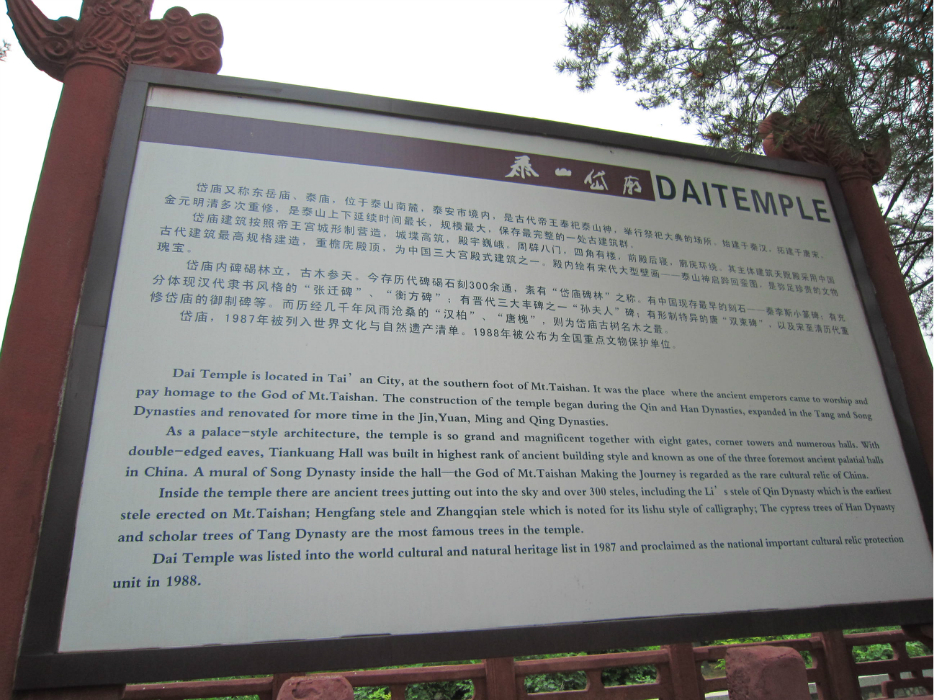 泰山岱廟 DAITEMPLE
岱庙又称东岳庙、泰庙,位于泰山南麓,泰安市境内,是古代帝王奉祀泰山神,举行祭祀大典的场所。始建于秦汉,拓建于唐宋,
金元明清多次重修,是泰山上下延续时间最长,规模最大,保存最完整的一处古建筑群。
岱庙建筑按照帝王宫城形制营造,城堞高筑,殿宇巍峨,周辟八门,四角有楼,前殿后寝,廊庑环绕。其主体建筑天贶殿采用中国
古代建筑最高规格建造,重檐庑殿顶,为中国三大宫殿式建筑之一。殿内绘有宋代大型壁画——泰山神启跸回銮图,是弥足珍贵的文物
瑰宝。
岱庙内碑碣林立,古木参天。今存历代碑碣石刻300余通,素有“岱庙碑林”之称。有中国现存最早的刻石——泰李斯小篆碑;有充
分体现汉代隶书风格的“张迁碑”、“衡方碑”;有晋代三大丰碑之一“孙夫人”碑;有形制特异的唐“双束碑”,以及宋至清历代重
修岱庙的御制碑等。而历经几千年风雨沧桑的“汉柏”、“唐槐”,则为岱庙古树名木之最。
岱庙,1987年被列入世界文化与自然遗产清单。1988年被公布为全国重点文物保护单位。
Dai Temple is located in Tai'an City, at the southern foot of Mt.Taishan. It was the place where the ancient emperors came to worship and
pay homage to the God of Mt.Taishan. The construction of the temple began during the Qin and Han Dynasties, expanded in the Tang and Song
Dynasties and renovated for more time in the Jin,Yuan, Ming and Qing Dynasties.
As a palace-style architecture, the temple is so grand and magnificent together with eight gates, corner towers and numerous halls. With
double-edged eaves, Tiankuang Hall was built in highest rank of ancient building style and known as one of the three foremost ancient palatial halls
in China. A mural of Song Dynasty inside the hall—the God of Mt.Taishan Making the Journey is regarded as the rare cultural relic of China.
Inside the temple there are ancient trees jutting out into the sky and over 300 steles, including the Li's stele of Qin Dynasty which is the earliest
stele erected on Mt.Taishan; Hengfang stele and Zhangqian stele which is noted for its lishu style of calligraphy; The cypress trees of Han Dynasty
and scholar trees of Tang Dynasty are the most famous trees in the temple.
Dai Temple was listed into the world cultural and natural heritage list in 1987 and proclaimed as the national important cultural relic protection
unit in 1988.